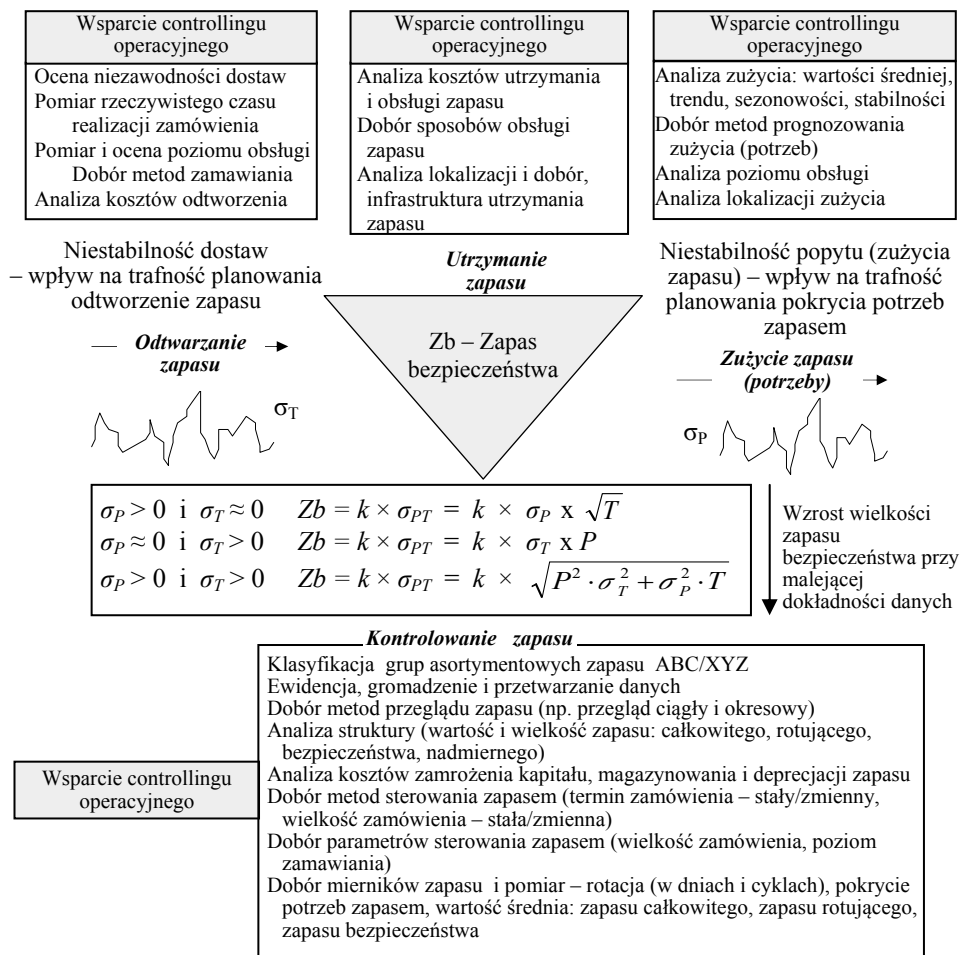 Wsparcie controllingu
operacyjnego
Ocena niezawodności dostaw
Pomiar rzeczywistego czasu
realizacji zamówienia
Pomiar i ocena poziomu obsługi
Dobór metod zamawiania
Analiza kosztów odtworzenia
Wsparcie controllingu
operacyjnego
Analiza kosztów utrzymania
i obsługi zapasu
Dobór sposobów obsługi
zapasu
Analiza lokalizacji i dobór,
infrastruktura utrzymania
zapasu
Wsparcie controllingu
operacyjnego
Analiza zużycia: wartości średniej,
trendu, sezonowości, stabilności
Dobór metod prognozowania
zużycia (potrzeb)
Analiza poziomu obsługi
Analiza lokalizacji zużycia
Niestabilność dostaw
– wpływ na trafność planowania
odtworzenie zapasu
Utrzymanie
zapasu
Niestabilność popytu (zużycia
zapasu) – wpływ na trafność
planowania pokrycia potrzeb
zapasem
Odtwarzanie
zapasu
σT
Zb – Zapas
bezpieczeństwa
Zużycie zapasu
(potrzeby)
σP
σP > 0 i σT ≈ 0 Zb = k × σPT = k × σP x √T
σP ≈ 0 i σT > 0 Zb = k × σPT = k × σT x P
σP > 0 i σT > 0 Zb = k × σPT = k × √(P² · σT² + σP² · T)
Wzrost wielkości
zapasu
bezpieczeństwa przy
malejącej
dokładności danych
Kontrolowanie zapasu
Klasyfikacja grup asortymentowych zapasu ABC/XYZ
Ewidencja, gromadzenie i przetwarzanie danych
Dobór metod przeglądu zapasu (np. przegląd ciągły i okresowy)
Analiza struktury (wartość i wielkość zapasu: całkowitego, rotującego,
bezpieczeństwa, nadmiernego)
Analiza kosztów zamrożenia kapitału, magazynowania i deprecjacji zapasu
Dobór metod sterowania zapasem (termin zamówienia – stały/zmienny,
wielkość zamówienia – stała/zmienna)
Dobór parametrów sterowania zapasem (wielkość zamówienia, poziom
zamawiania)
Dobór mierników zapasu i pomiar – rotacja (w dniach i cyklach), pokrycie
potrzeb zapasem, wartość średnia: zapasu całkowitego, zapasu rotującego,
zapasu bezpieczeństwa
Wsparcie controllingu
operacyjnego